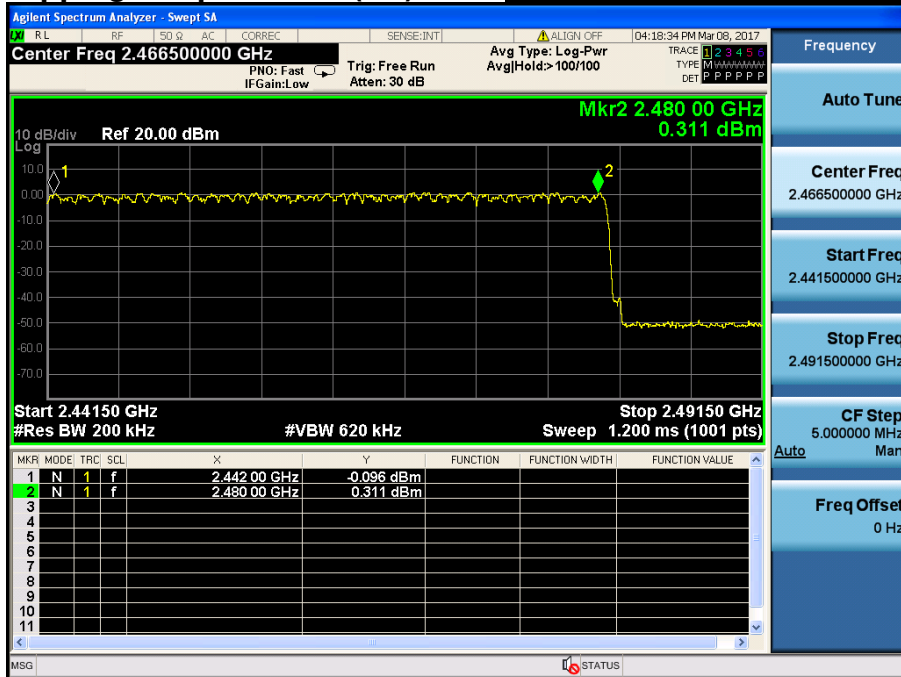 Agilent Spectrum Analyzer - Swept SA
LXI RL RF 50 Ω AC CORREC SENSE:INT ALIGN OFF 04:18:34 PM Mar 08, 2017
Center Freq 2.466500000 GHz
PNO: Fast
IFGain:Low
Trig: Free Run
Atten: 30 dB
Avg Type: Log-Pwr
Avg|Hold:>100/100
TRACE 1 2 3 4 5 6
TYPE M
DET P P P P P P
Mkr2 2.480 00 GHz
0.311 dBm
10 dB/div Ref 20.00 dBm
Log
10.0
0.00
-10.0
-20.0
-30.0
-40.0
-50.0
-60.0
-70.0
1
2
Start 2.44150 GHz Stop 2.49150 GHz
#Res BW 200 kHz #VBW 620 kHz Sweep 1.200 ms (1001 pts)
MKR MODE TRC SCL X Y FUNCTION FUNCTION WIDTH FUNCTION VALUE
1 N 1 f 2.442 00 GHz -0.096 dBm
2 N 1 f 2.480 00 GHz 0.311 dBm
3
4
5
6
7
8
9
10
11
MSG STATUS
Frequency
Auto Tune
Center Freq
2.466500000 GHz
Start Freq
2.441500000 GHz
Stop Freq
2.491500000 GHz
CF Step
5.000000 MHz
Auto Man
Freq Offset
0 Hz